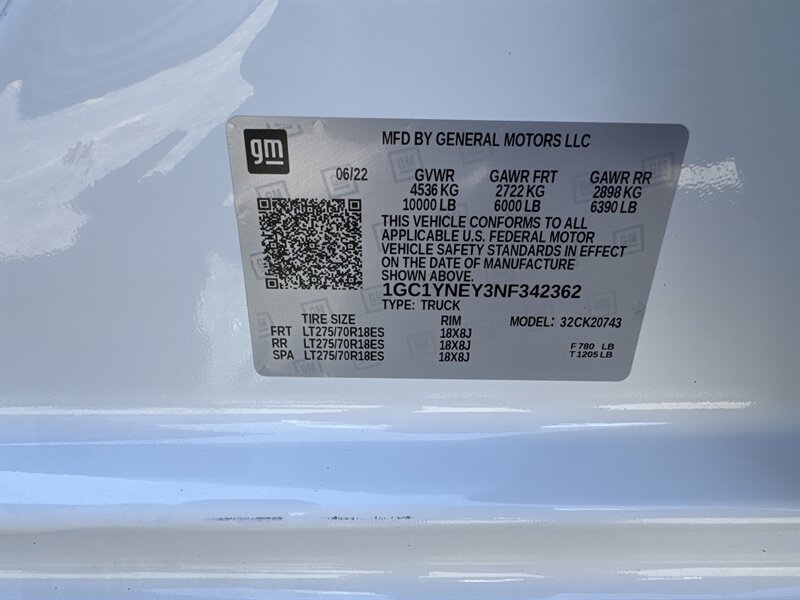 gm
MFD BY GENERAL MOTORS LLC
06/22 GVWR GAWR FRT GAWR RR
4536 KG 2722 KG 2898 KG
10000 LB 6000 LB 6390 LB
THIS VEHICLE CONFORMS TO ALL
APPLICABLE U.S. FEDERAL MOTOR
VEHICLE SAFETY STANDARDS IN EFFECT
ON THE DATE OF MANUFACTURE
SHOWN ABOVE.
1GC1YNEY3NF342362
TYPE: TRUCK
TIRE SIZE RIM MODEL: 32CK20743
FRT LT275/70R18ES 18X8J
RR LT275/70R18ES 18X8J
SPA LT275/70R18ES 18X8J
F 780 LB
T 1205 LB